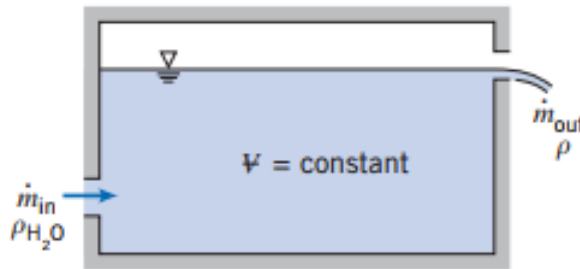 ṁout
ρ
V̶ = constant
ṁin
ρH₂O